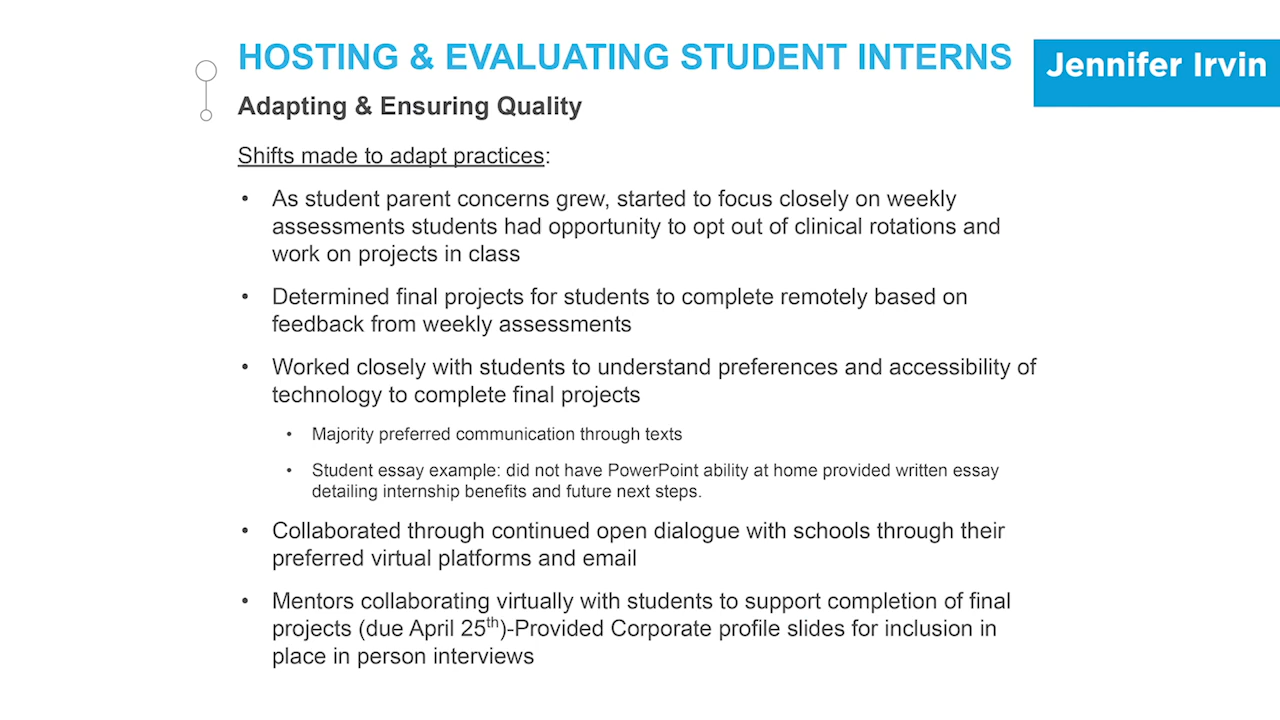 HOSTING & EVALUATING STUDENT INTERNS
Jennifer Irvin
Adapting & Ensuring Quality
Shifts made to adapt practices:
• As student parent concerns grew, started to focus closely on weekly
assessments students had opportunity to opt out of clinical rotations and
work on projects in class
• Determined final projects for students to complete remotely based on
feedback from weekly assessments
• Worked closely with students to understand preferences and accessibility of
technology to complete final projects
• Majority preferred communication through texts
• Student essay example: did not have PowerPoint ability at home provided written essay
detailing internship benefits and future next steps.
• Collaborated through continued open dialogue with schools through their
preferred virtual platforms and email
• Mentors collaborating virtually with students to support completion of final
projects (due April 25th)-Provided Corporate profile slides for inclusion in
place in person interviews